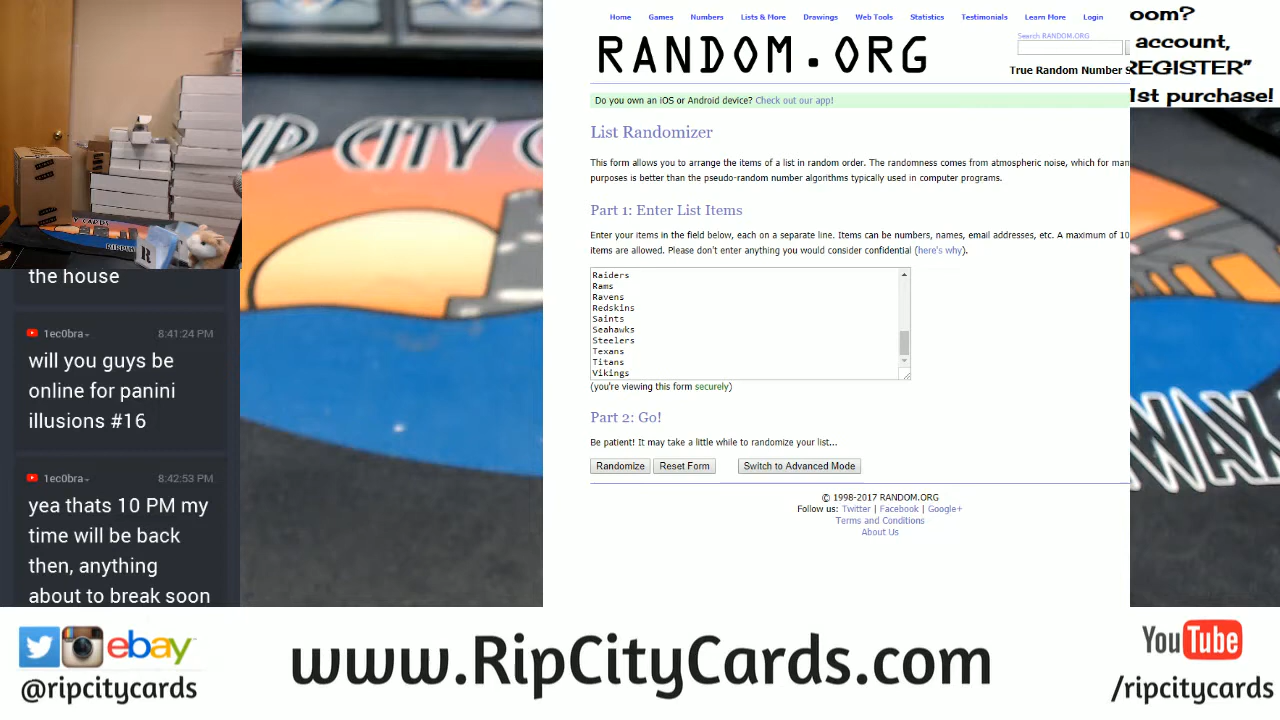 the house
1ec0bra
8:41:24 PM
will you guys be
online for panini
illusions #16
1ec0bra
8:42:53 PM
yea thats 10 PM my
time will be back
then, anything
about to break soon
IP CITY C
Home Games Numbers Lists & More Drawings Web Tools Statistics Testimonials Learn More Login
RANDOM.ORG
Search RANDOM.ORG
True Random Number S
Do you own an iOS or Android device? Check out our app!
List Randomizer
This form allows you to arrange the items of a list in random order. The randomness comes from atmospheric noise, which for man
purposes is better than the pseudo-random number algorithms typically used in computer programs.
Part 1: Enter List Items
Enter your items in the field below, each on a separate line. Items can be numbers, names, email addresses, etc. A maximum of 10
items are allowed. Please don't enter anything you would consider confidential (here's why).
Raiders
Rams
Ravens
Redskins
Saints
Seahawks
Steelers
Texans
Titans
Vikings
(you're viewing this form securely)
Part 2: Go!
Be patient! It may take a little while to randomize your list...
Randomize Reset Form Switch to Advanced Mode
© 1998-2017 RANDOM.ORG
Follow us: Twitter | Facebook | Google+
Terms and Conditions
About Us
oom?
account,
REGISTER”
1st purchase!
WAX
ebay
@ripcitycards
www.RipCityCards.com
YouTube
/ripcitycards